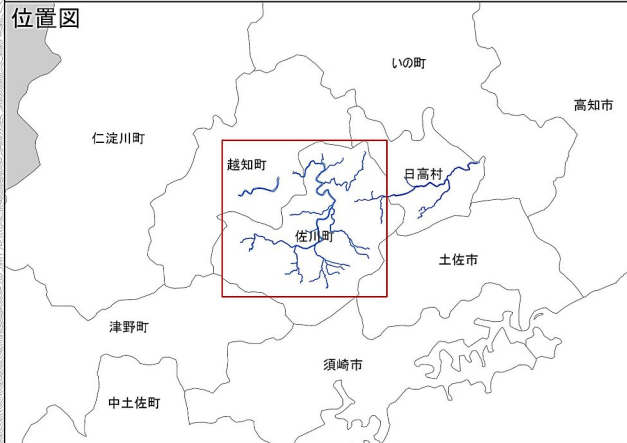 位置図
いの町
高知市
仁淀川町
越知町
日高村
佐川町
土佐市
津野町
須崎市
中土佐町